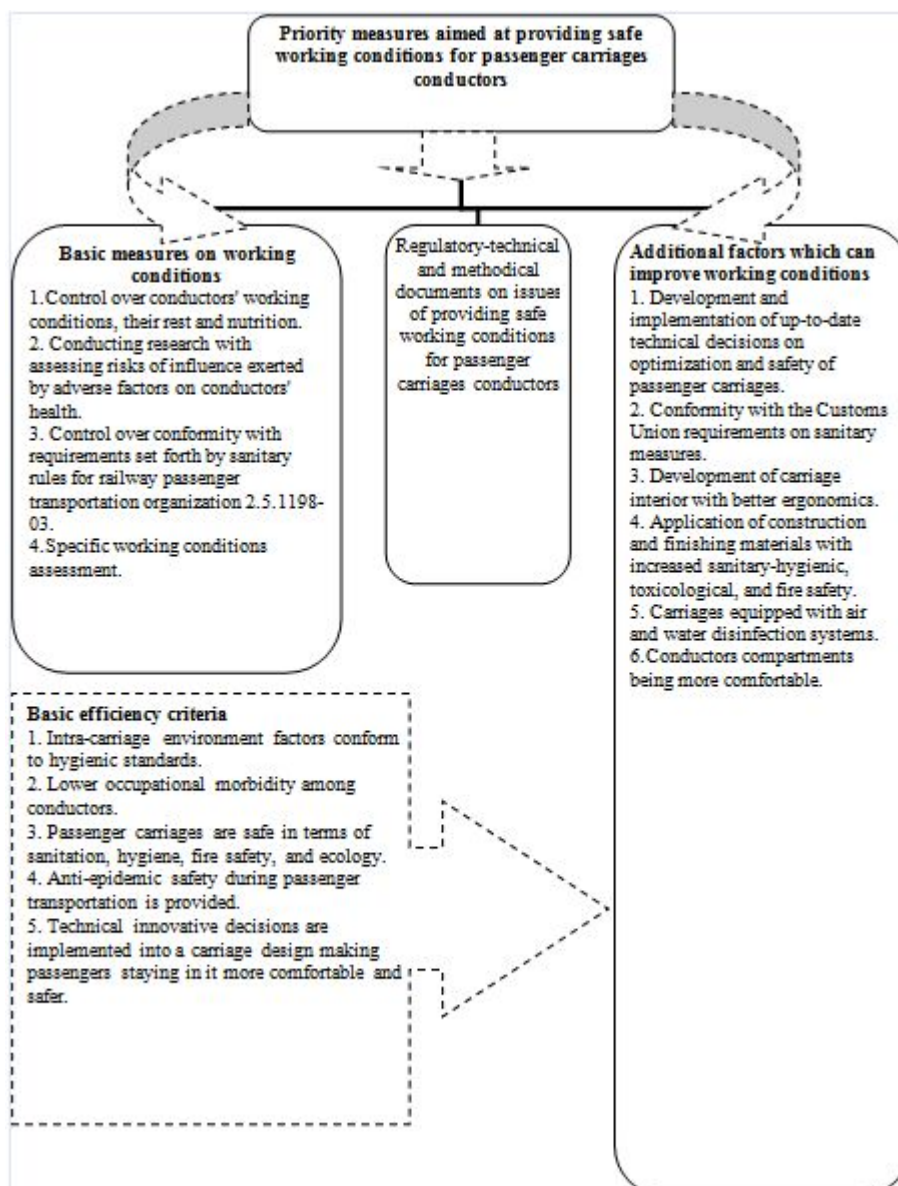 Priority measures aimed at providing safe
working conditions for passenger carriages
conductors
Basic measures on working
conditions
1.Control over conductors' working
conditions, their rest and nutrition.
2. Conducting research with
assessing risks of influence exerted
by adverse factors on conductors'
health.
3. Control over conformity with
requirements set forth by sanitary
rules for railway passenger
transportation organization 2.5.1198-
03.
4.Specific working conditions
assessment.
Regulatory-technical
and methodical
documents on issues
of providing safe
working conditions
for passenger
carriages conductors
Additional factors which can
improve working conditions
1. Development and
implementation of up-to-date
technical decisions on
optimization and safety of
passenger carriages.
2. Conformity with the Customs
Union requirements on sanitary
measures.
3. Development of carriage
interior with better ergonomics.
4. Application of construction
and finishing materials with
increased sanitary-hygienic,
toxicological, and fire safety.
5. Carriages equipped with air
and water disinfection systems.
6.Conductors compartments
being more comfortable.
Basic efficiency criteria
1. Intra-carriage environment factors conform
to hygienic standards.
2. Lower occupational morbidity among
conductors.
3. Passenger carriages are safe in terms of
sanitation, hygiene, fire safety, and ecology.
4. Anti-epidemic safety during passenger
transportation is provided.
5. Technical innovative decisions are
implemented into a carriage design making
passengers staying in it more comfortable and
safer.